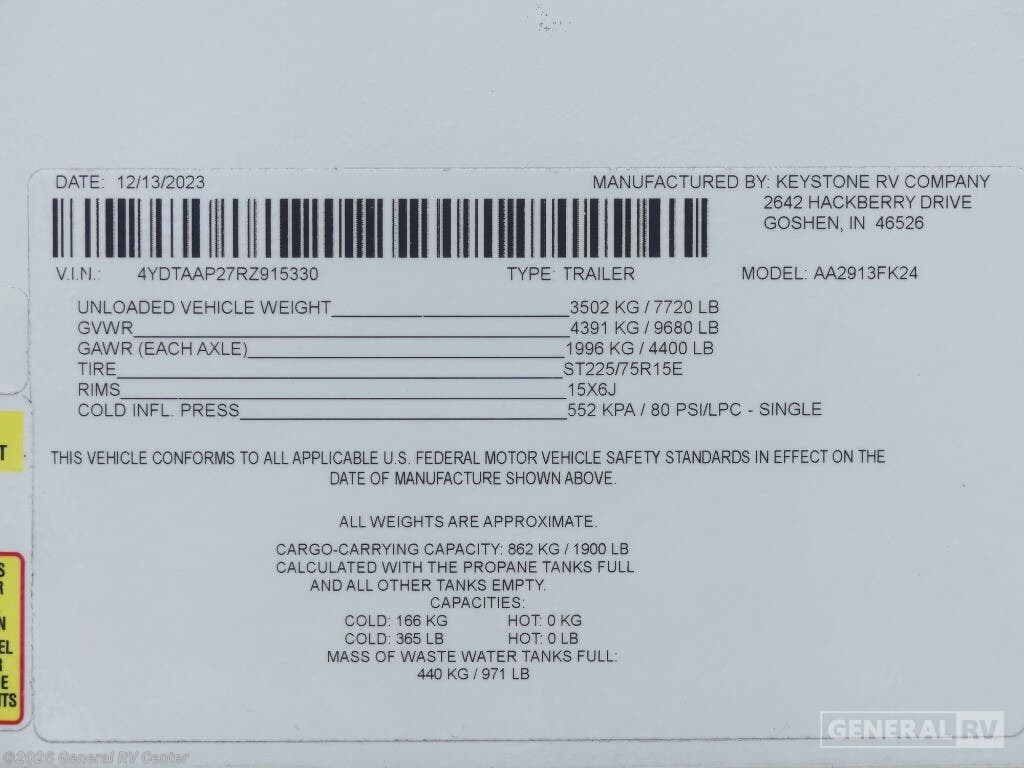 DATE: 12/13/2023
MANUFACTURED BY: KEYSTONE RV COMPANY
2642 HACKBERRY DRIVE
GOSHEN, IN 46526
V.I.N.: 4YDTAAP27RZ915330 TYPE: TRAILER MODEL: AA2913FK24
UNLOADED VEHICLE WEIGHT 3502 KG / 7720 LB
GVWR 4391 KG / 9680 LB
GAWR (EACH AXLE) 1996 KG / 4400 LB
TIRE ST225/75R15E
RIMS 15X6J
COLD INFL. PRESS 552 KPA / 80 PSI/LPC - SINGLE
THIS VEHICLE CONFORMS TO ALL APPLICABLE U.S. FEDERAL MOTOR VEHICLE SAFETY STANDARDS IN EFFECT ON THE
DATE OF MANUFACTURE SHOWN ABOVE.
ALL WEIGHTS ARE APPROXIMATE.
CARGO-CARRYING CAPACITY: 862 KG / 1900 LB
CALCULATED WITH THE PROPANE TANKS FULL
AND ALL OTHER TANKS EMPTY.
CAPACITIES:
COLD: 166 KG HOT: 0 KG
COLD: 365 LB HOT: 0 LB
MASS OF WASTE WATER TANKS FULL:
440 KG / 971 LB
GENERAL RV
©2026 General RV Center